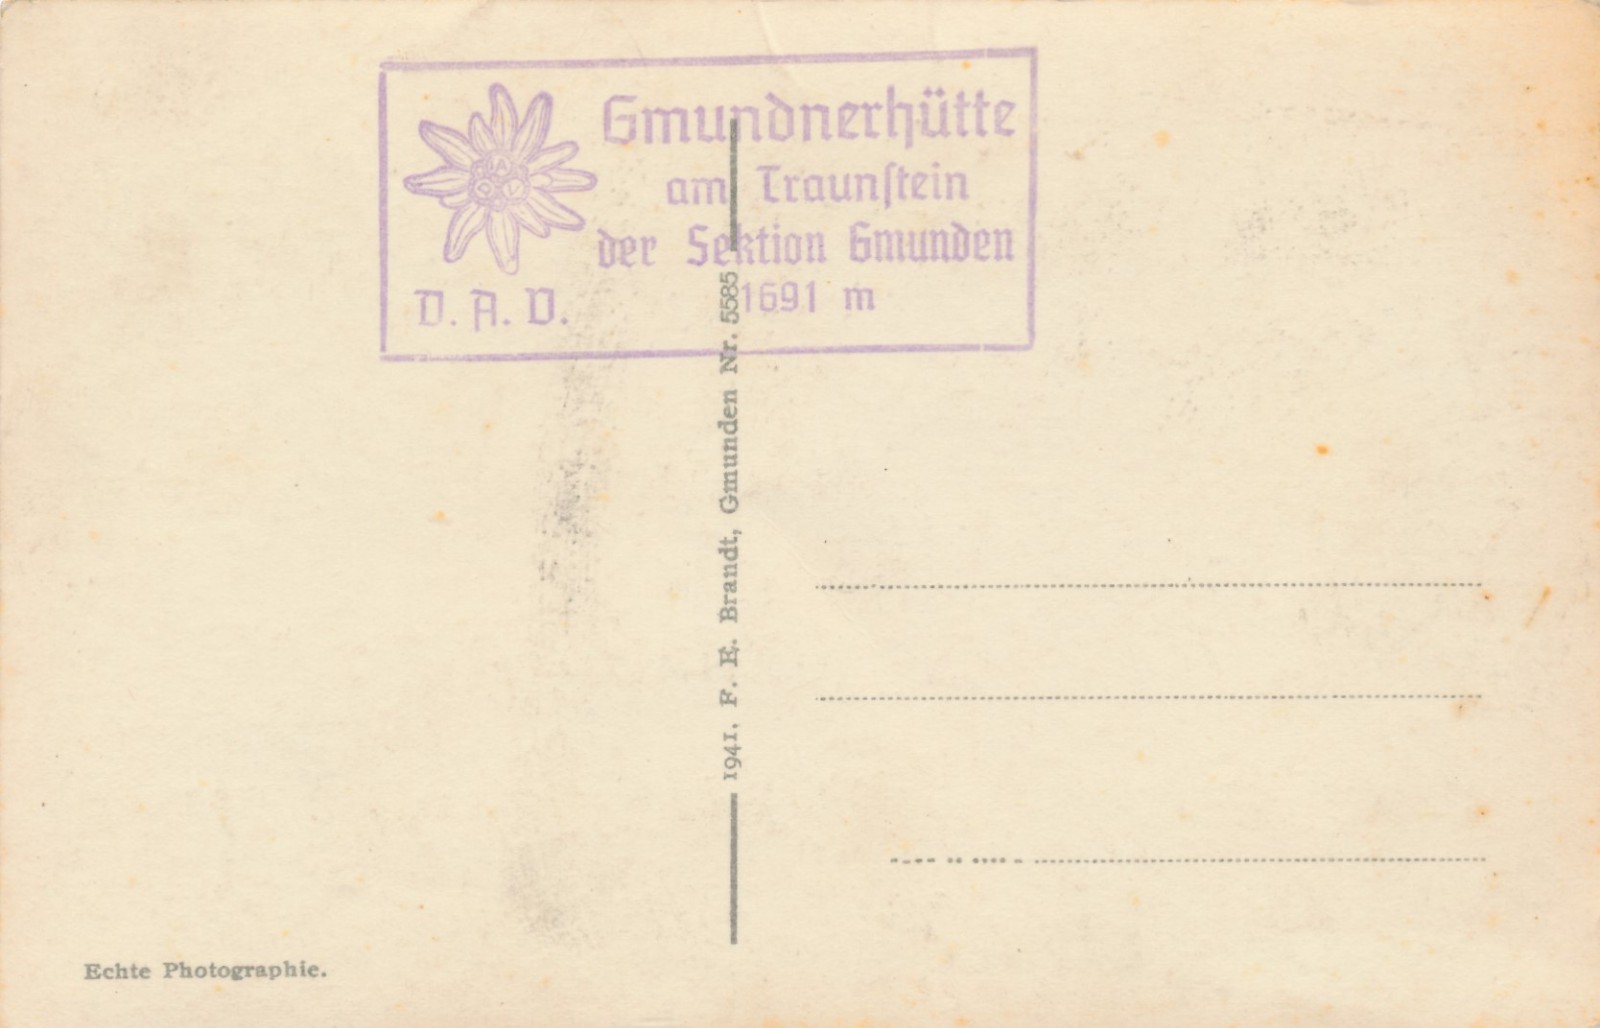 Gmundnerhütte
am Traunſtein
der Sektion Gmunden
1691 m
D. A. V.
1941. F. E. Brandt, Gmunden Nr. 5585
Echte Photographie.